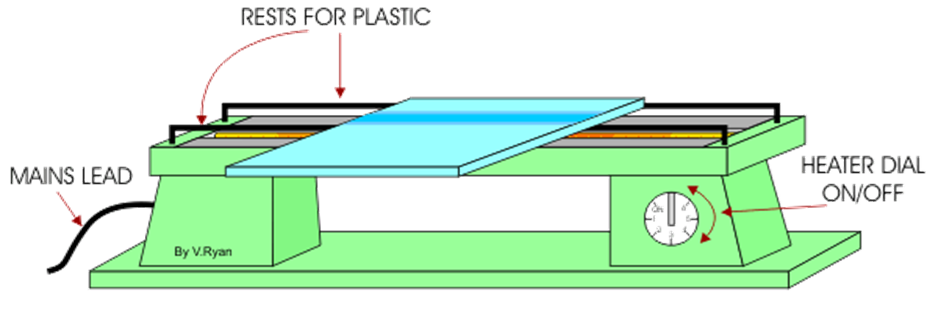 RESTS FOR PLASTIC
MAINS LEAD
HEATER DIAL
ON/OFF
By V.Ryan